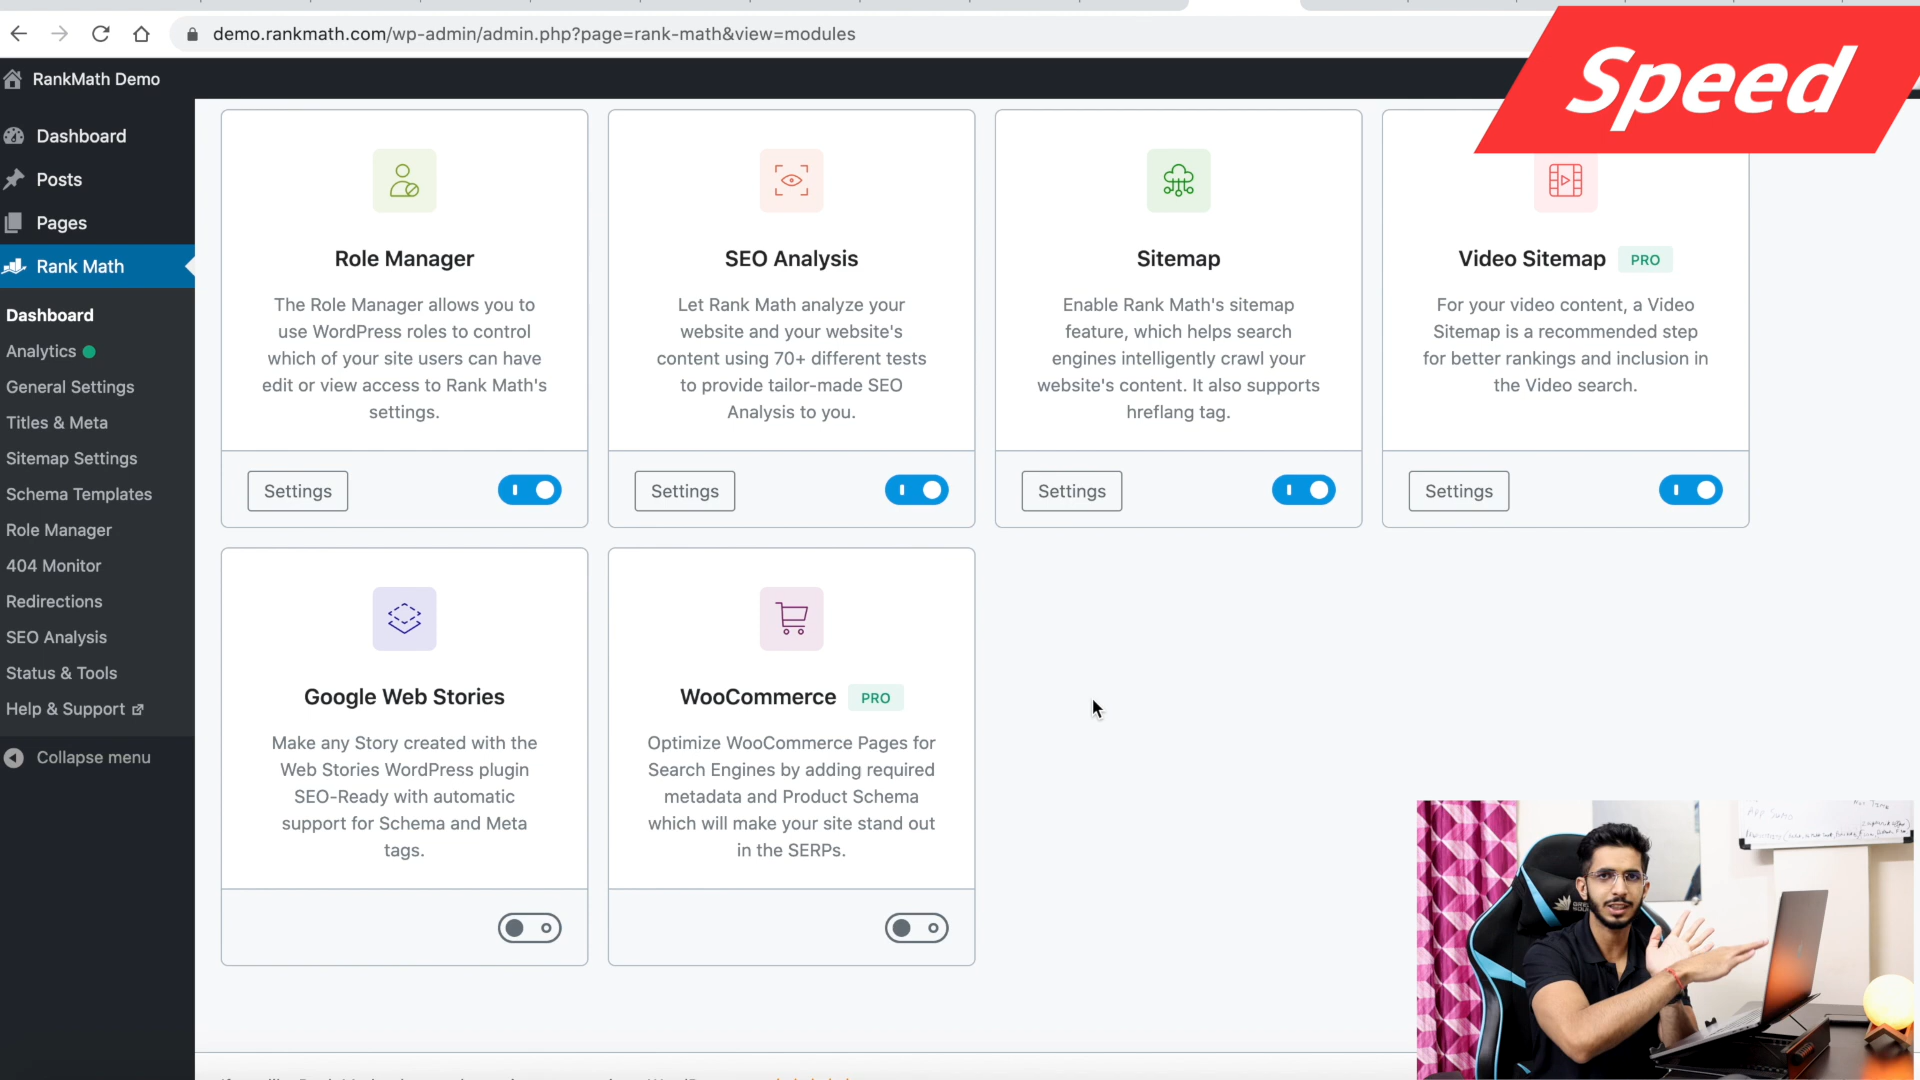 demo.rankmath.com/wp-admin/admin.php?page=rank-math&view=modules
Speed
RankMath Demo
Dashboard
Posts
Pages
Rank Math
Dashboard
Analytics
General Settings
Titles & Meta
Sitemap Settings
Schema Templates
Role Manager
404 Monitor
Redirections
SEO Analysis
Status & Tools
Help & Support
Collapse menu
Role Manager
The Role Manager allows you to
use WordPress roles to control
which of your site users can have
edit or view access to Rank Math's
settings.
Settings
SEO Analysis
Let Rank Math analyze your
website and your website's
content using 70+ different tests
to provide tailor-made SEO
Analysis to you.
Settings
Sitemap
Enable Rank Math's sitemap
feature, which helps search
engines intelligently crawl your
website's content. It also supports
hreflang tag.
Settings
Video Sitemap PRO
For your video content, a Video
Sitemap is a recommended step
for better rankings and inclusion in
the Video search.
Settings
Google Web Stories
Make any Story created with the
Web Stories WordPress plugin
SEO-Ready with automatic
support for Schema and Meta
tags.
WooCommerce PRO
Optimize WooCommerce Pages for
Search Engines by adding required
metadata and Product Schema
which will make your site stand out
in the SERPs.